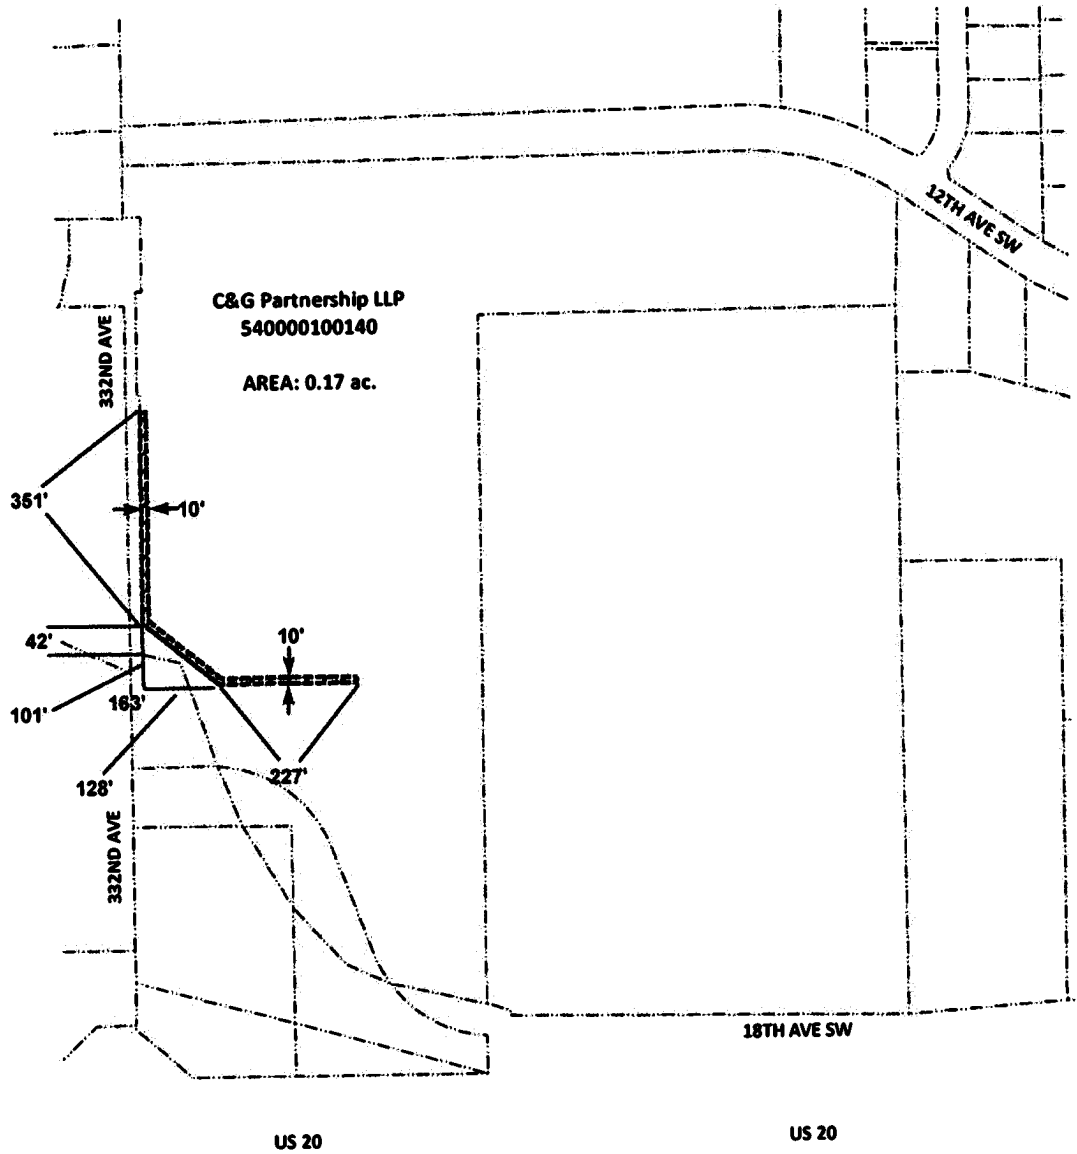 12TH AVE SW
C&G Partnership LLP
540000100140
332ND AVE
AREA: 0.17 ac.
351'
10'
42'
10'
101'
163'
128'
227'
332ND AVE
18TH AVE SW
US 20
US 20